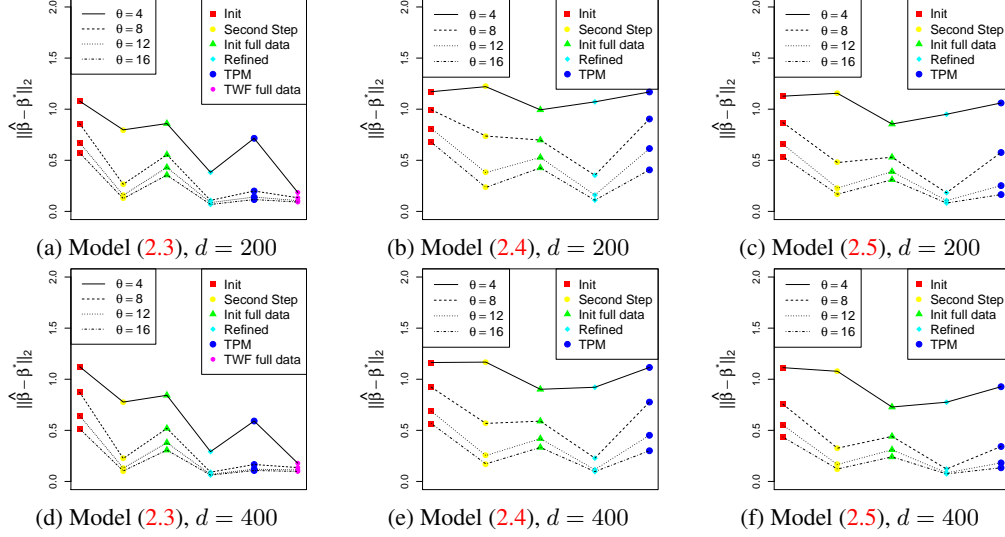 θ = 4
θ = 8
θ = 12
θ = 16
Init
Second Step
Init full data
Refined
TPM
TWF full data
||β̂ − β*||₂
0.0
0.5
1.0
1.5
2.0
(a) Model (2.3), d = 200
θ = 4
θ = 8
θ = 12
θ = 16
Init
Second Step
Init full data
Refined
TPM
||β̂ − β*||₂
0.0
0.5
1.0
1.5
2.0
(b) Model (2.4), d = 200
θ = 4
θ = 8
θ = 12
θ = 16
Init
Second Step
Init full data
Refined
TPM
||β̂ − β*||₂
0.0
0.5
1.0
1.5
2.0
(c) Model (2.5), d = 200
θ = 4
θ = 8
θ = 12
θ = 16
Init
Second Step
Init full data
Refined
TPM
TWF full data
||β̂ − β*||₂
0.0
0.5
1.0
1.5
2.0
(d) Model (2.3), d = 400
θ = 4
θ = 8
θ = 12
θ = 16
Init
Second Step
Init full data
Refined
TPM
||β̂ − β*||₂
0.0
0.5
1.0
1.5
2.0
(e) Model (2.4), d = 400
θ = 4
θ = 8
θ = 12
θ = 16
Init
Second Step
Init full data
Refined
TPM
||β̂ − β*||₂
0.0
0.5
1.0
1.5
2.0
(f) Model (2.5), d = 400